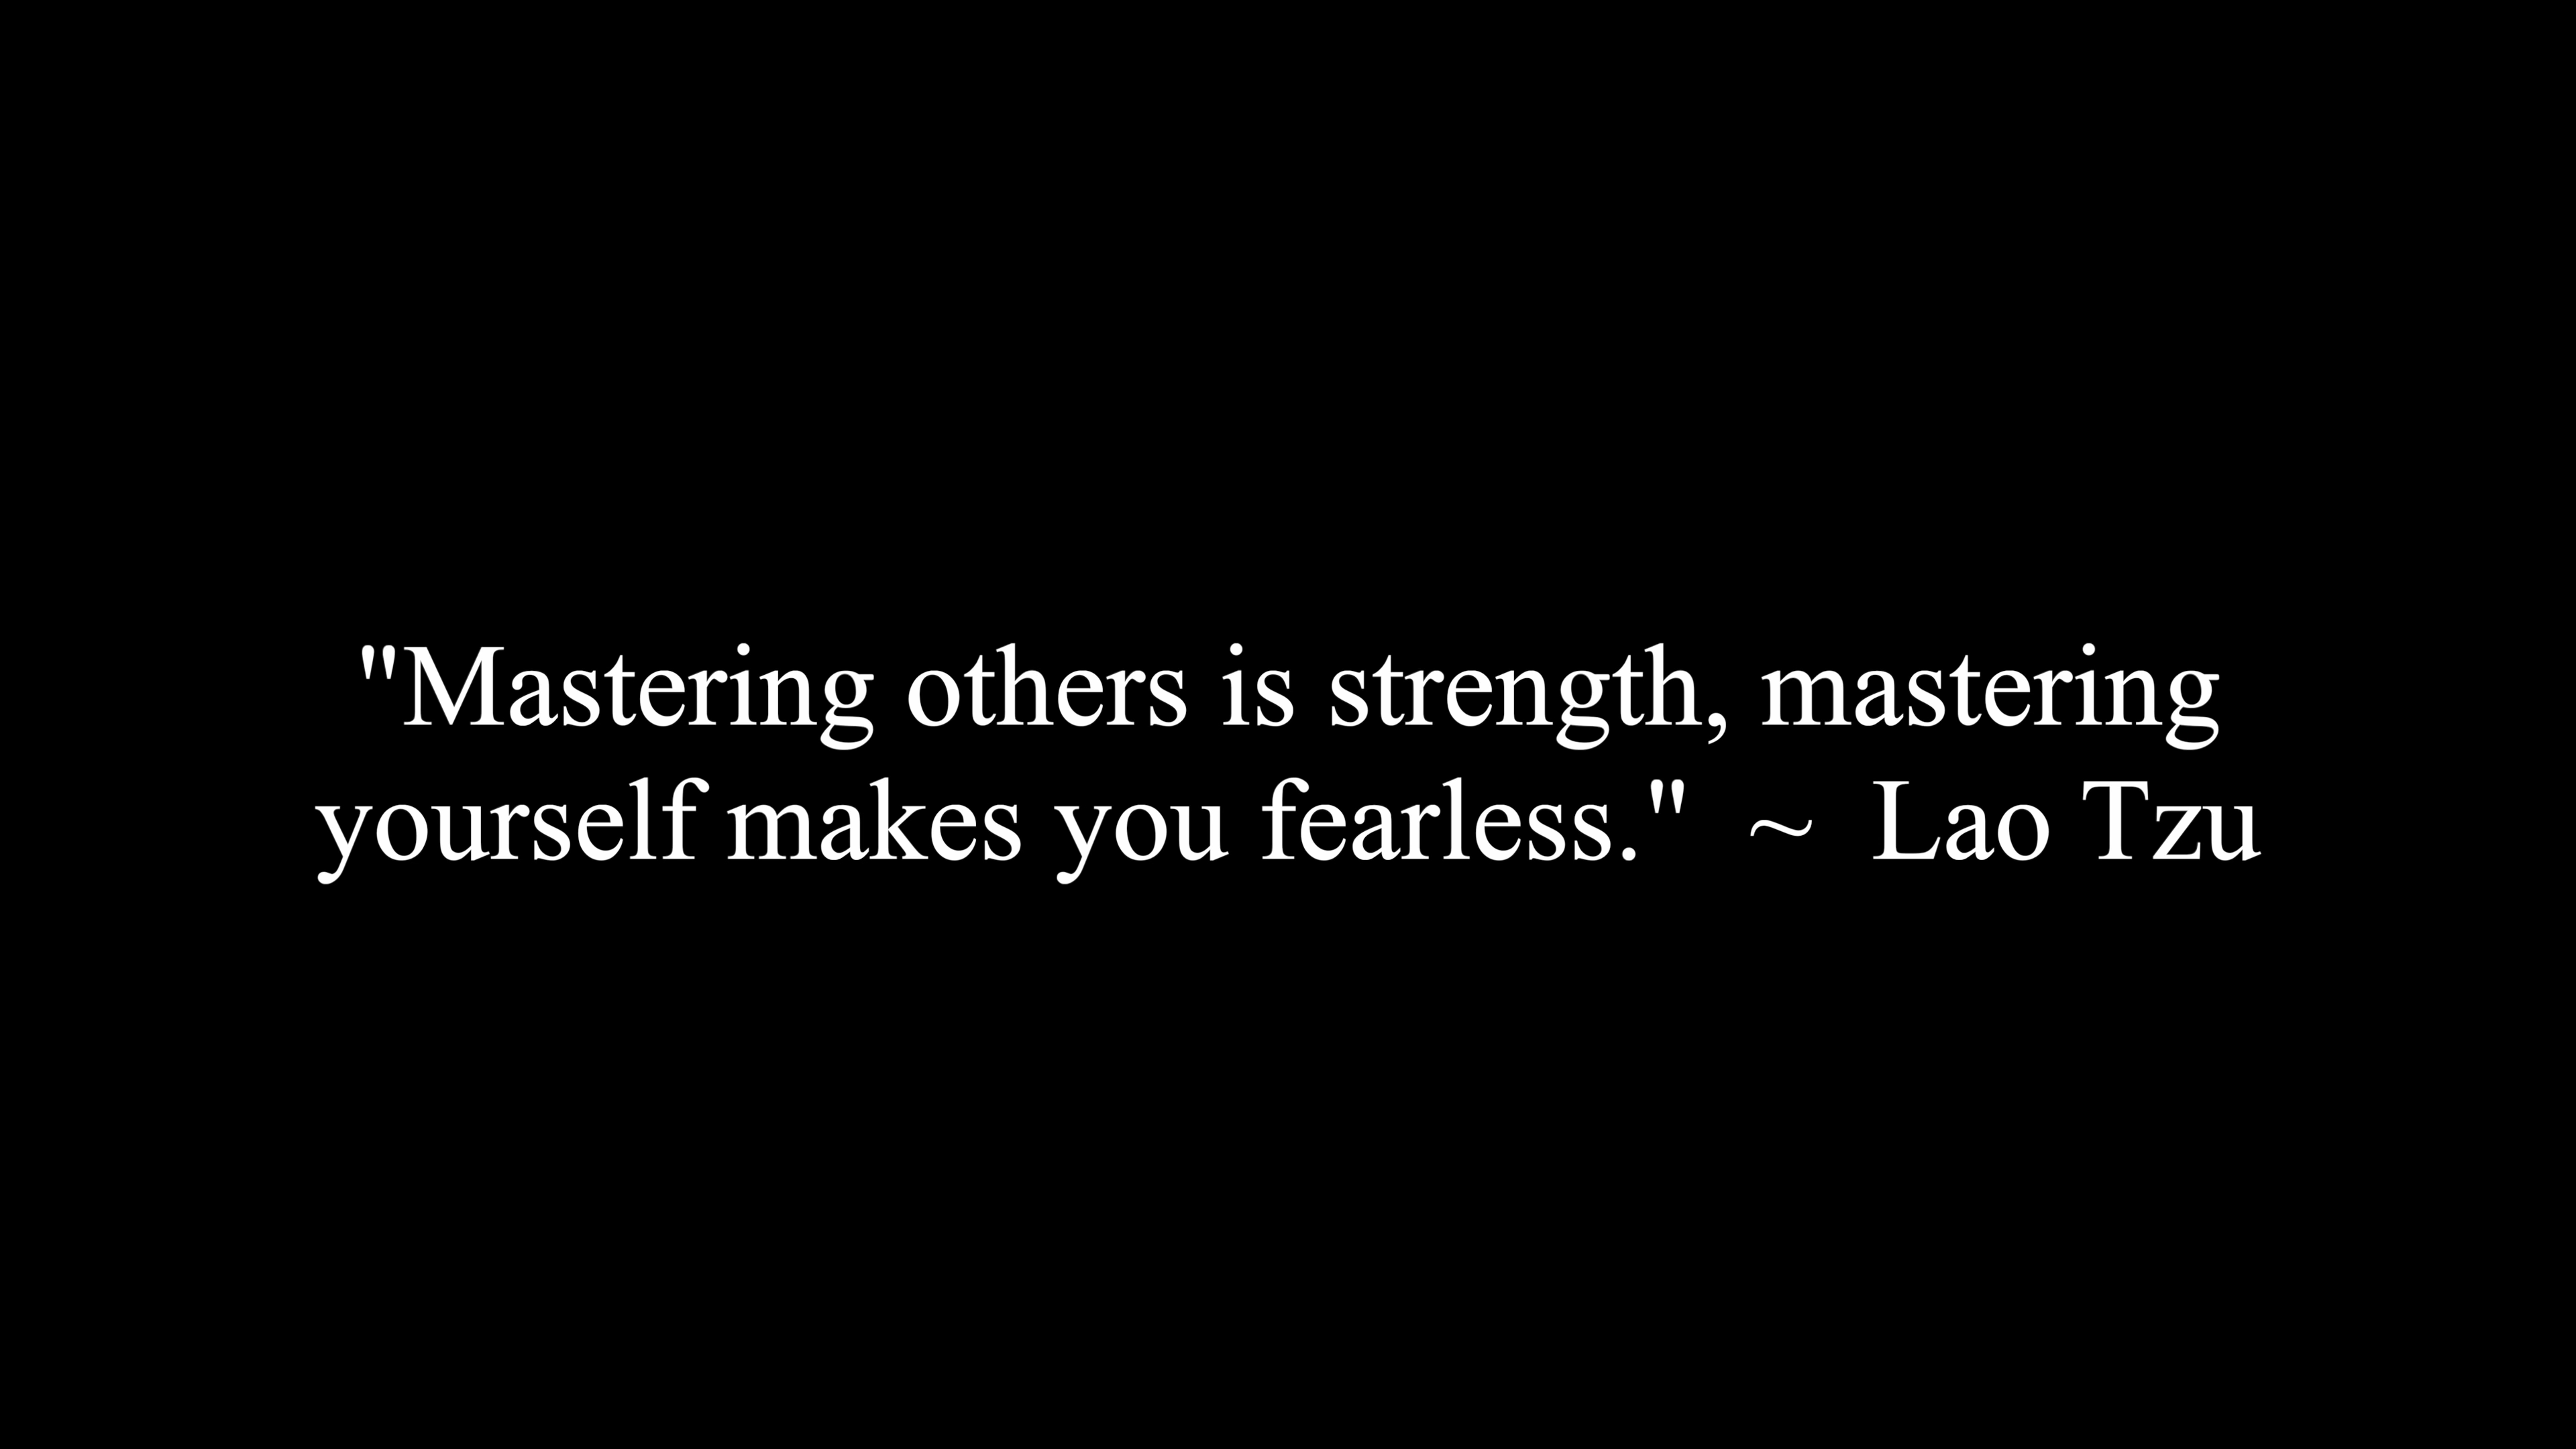 "Mastering others is strength, mastering
yourself makes you fearless."  ~  Lao Tzu